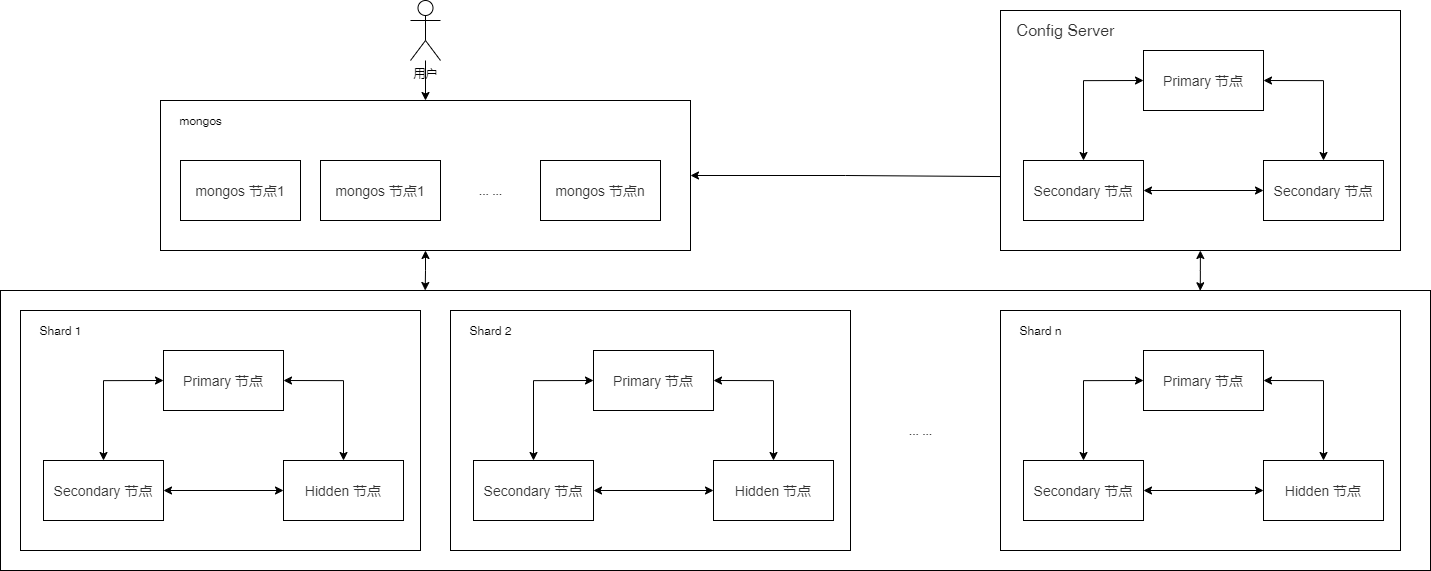 用户
mongos
mongos 节点1
mongos 节点1
... ...
mongos 节点n
Config Server
Primary 节点
Secondary 节点
Secondary 节点
Shard 1
Primary 节点
Secondary 节点
Hidden 节点
Shard 2
Primary 节点
Secondary 节点
Hidden 节点
... ...
Shard n
Primary 节点
Secondary 节点
Hidden 节点